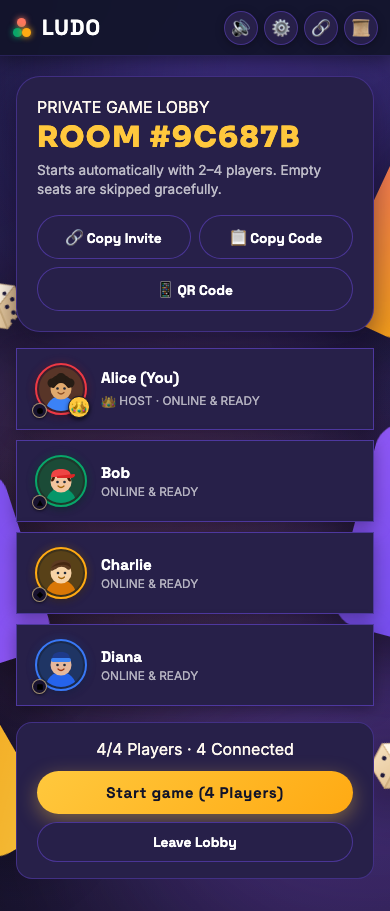 LUDO
PRIVATE GAME LOBBY
ROOM #9C687B
Starts automatically with 2–4 players. Empty
seats are skipped gracefully.
Copy Invite
Copy Code
QR Code
Alice (You)
HOST · ONLINE & READY
Bob
ONLINE & READY
Charlie
ONLINE & READY
Diana
ONLINE & READY
4/4 Players · 4 Connected
Start game (4 Players)
Leave Lobby